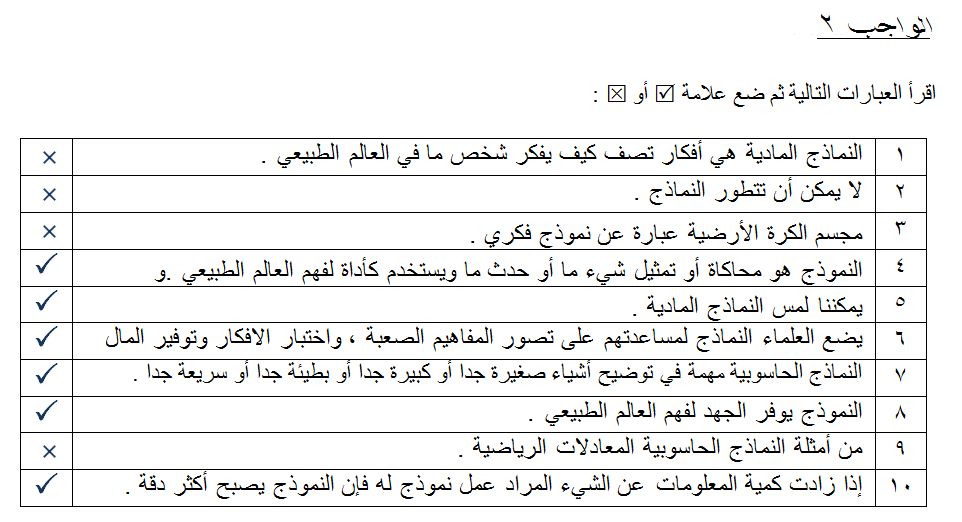 الواجب ٢
اقرأ العبارات التالية ثم ضع علامة ☑ أو ☒ :
١ النماذج المادية هي أفكار تصف كيف يفكر شخص ما في العالم الطبيعي . ×
٢ لا يمكن أن تتطور النماذج . ×
٣ مجسم الكرة الأرضية عبارة عن نموذج فكري . ×
٤ النموذج هو محاكاة أو تمثيل شيء ما أو حدث ما ويستخدم كأداة لفهم العالم الطبيعي .و ✓
٥ يمكننا لمس النماذج المادية . ✓
٦ يضع العلماء النماذج لمساعدتهم على تصور المفاهيم الصعبة ، واختبار الافكار وتوفير المال ✓
٧ النماذج الحاسوبية مهمة في توضيح أشياء صغيرة جدا أو كبيرة جدا أو بطيئة جدا أو سريعة جدا . ✓
٨ النموذج يوفر الجهد لفهم العالم الطبيعي . ✓
٩ من أمثلة النماذج الحاسوبية المعادلات الرياضية . ×
١٠ إذا زادت كمية المعلومات عن الشيء المراد عمل نموذج له فإن النموذج يصبح أكثر دقة . ✓